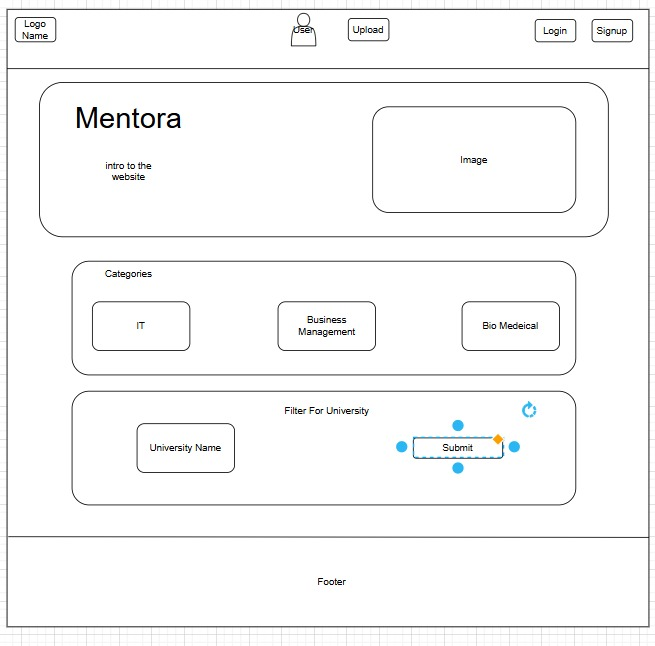 Logo
Name
User
Upload
Login
Signup
Mentora
intro to the
website
Image
Categories
IT
Business
Management
Bio Medeical
Filter For University
University Name
Submit
Footer